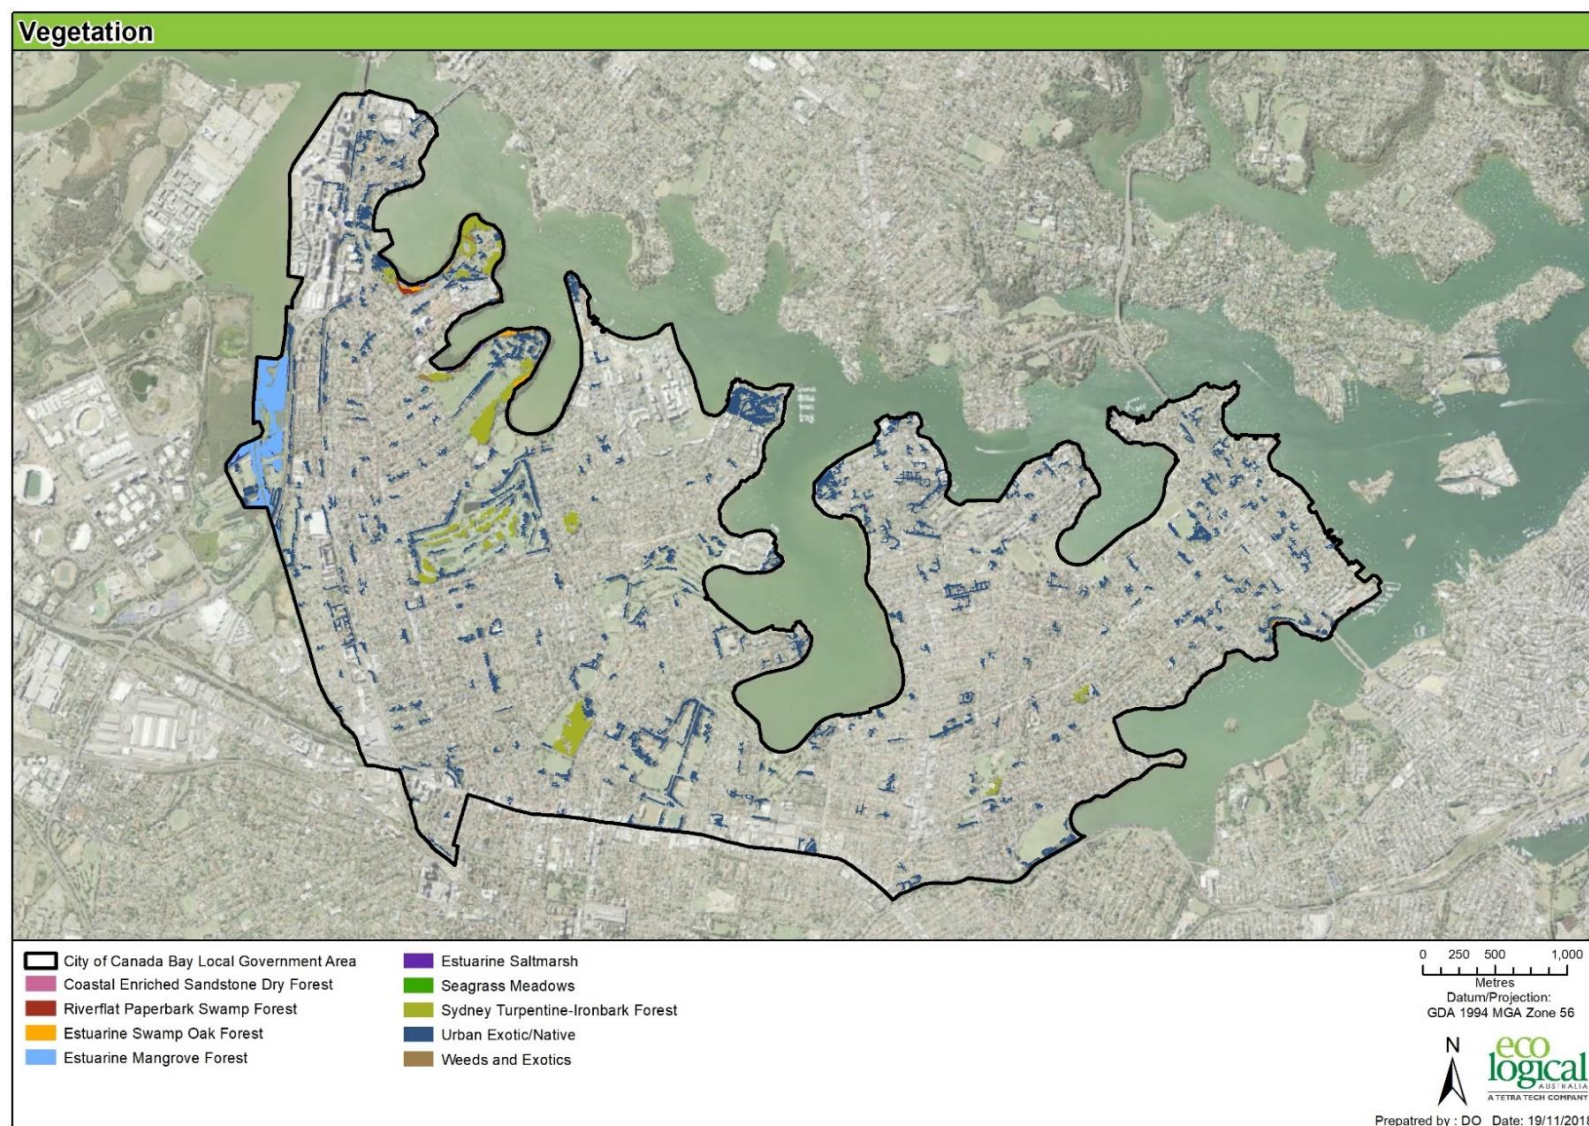 Vegetation
City of Canada Bay Local Government Area
Coastal Enriched Sandstone Dry Forest
Riverflat Paperbark Swamp Forest
Estuarine Swamp Oak Forest
Estuarine Mangrove Forest
Estuarine Saltmarsh
Seagrass Meadows
Sydney Turpentine-Ironbark Forest
Urban Exotic/Native
Weeds and Exotics
0 250 500 1,000
Metres
Datum/Projection:
GDA 1994 MGA Zone 56
N
eco
logical
AUSTRALIA
A TETRA TECH COMPANY
Prepatred by : DO Date: 19/11/2018